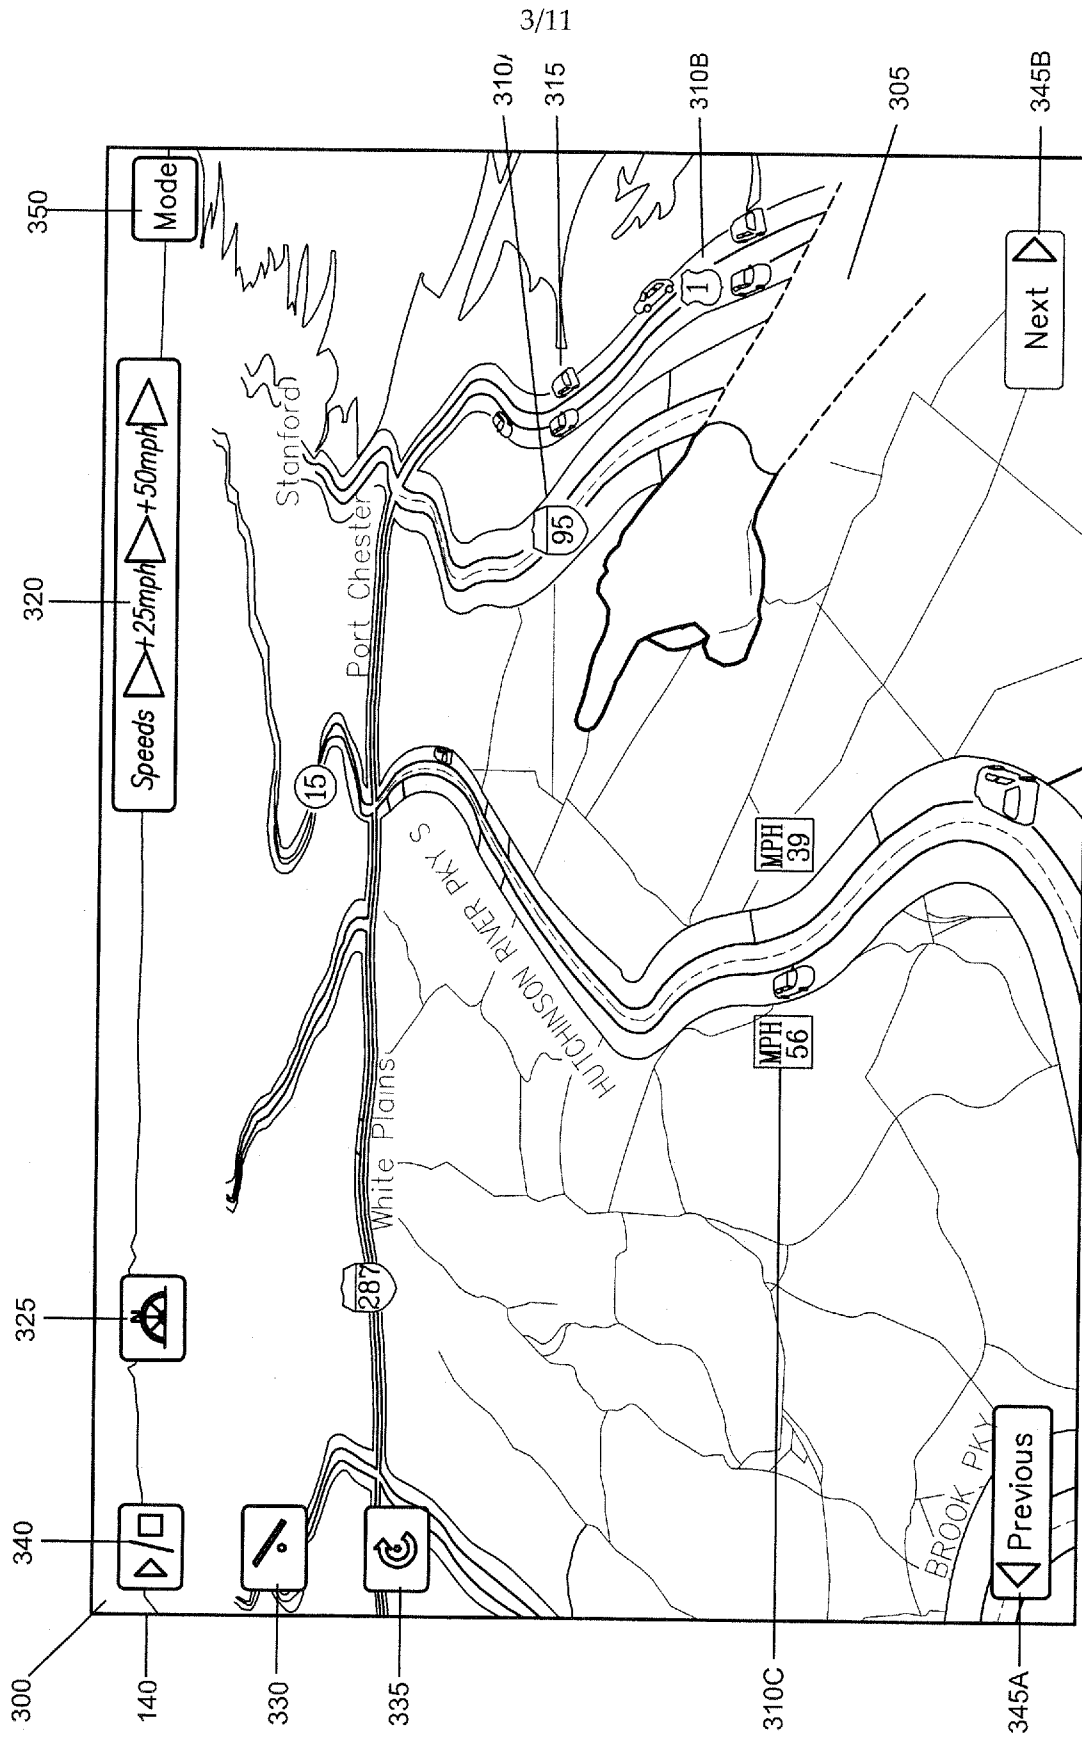 3/11
300
140
340
325
320
350
Speeds +25mph +50mph
Mode
N
330
335
Stanford
15
Port Chester
White Plains
287
HUTCHINSON RIVER PKY S
95
1
310A
315
310B
305
345B
MPH
56
MPH
39
BROOK PKY
Previous
Next
310C
345A